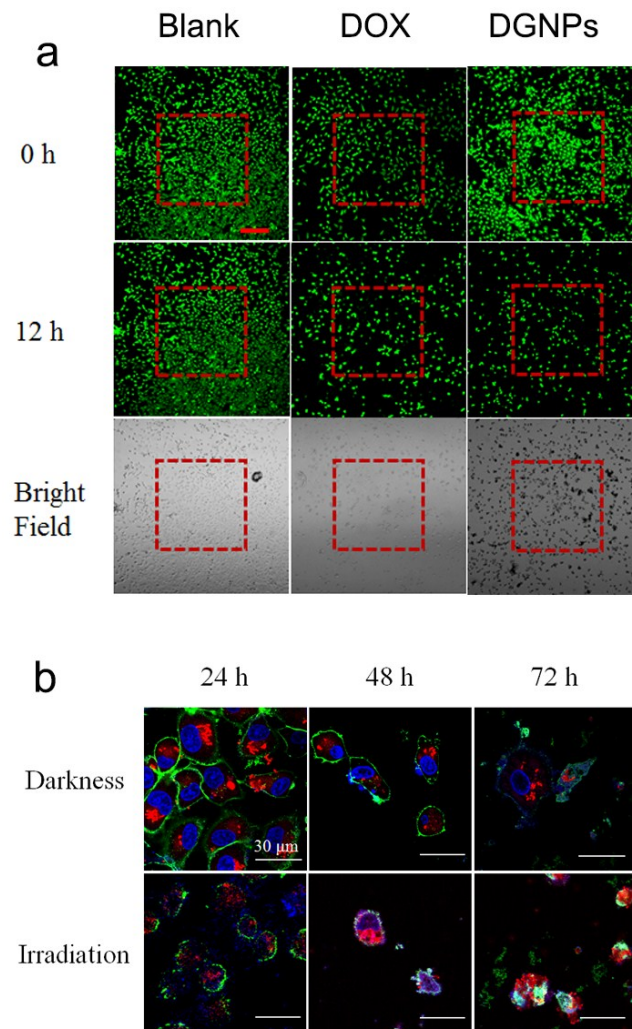 Blank DOX DGNPs
a
0 h
12 h
Bright
Field
b
24 h 48 h 72 h
Darkness
30 μm
Irradiation